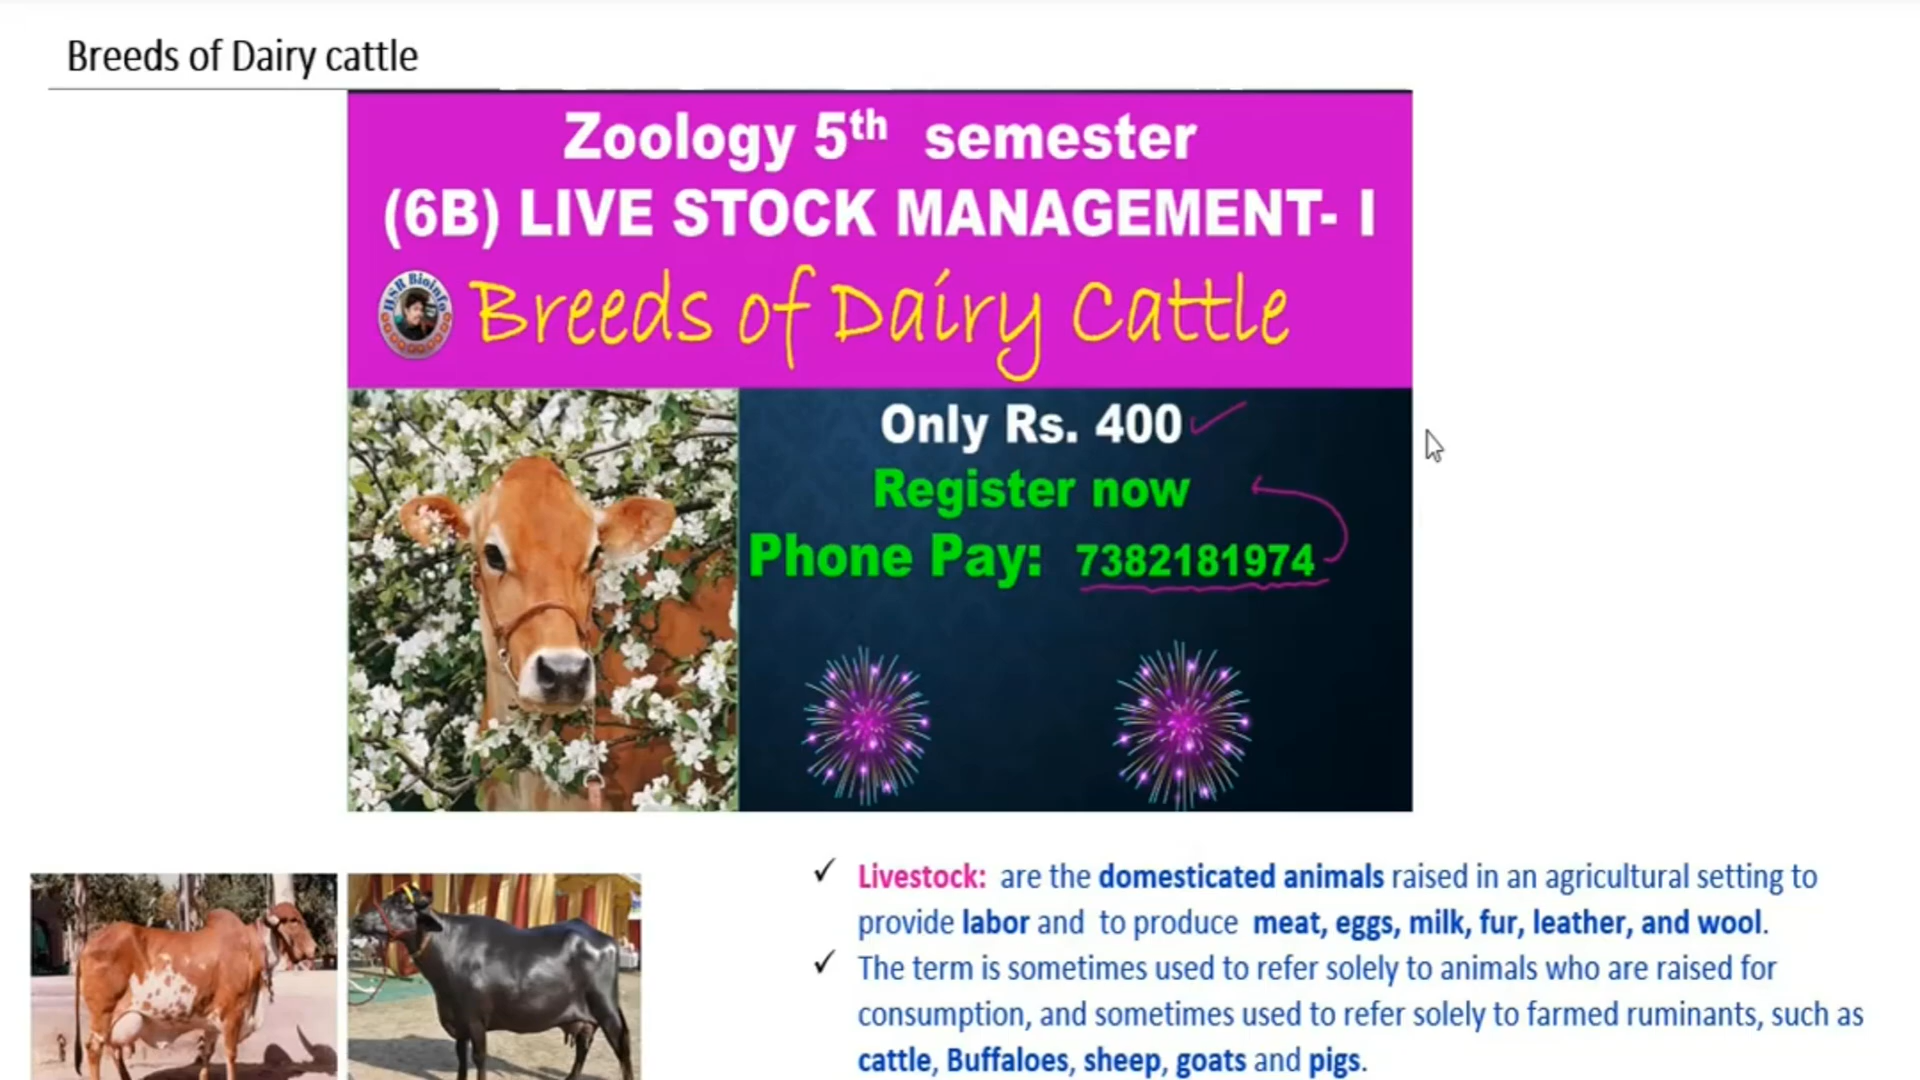 Breeds of Dairy cattle
Zoology 5th semester
(6B) LIVE STOCK MANAGEMENT- I
HSR Bioinfo
Breeds of Dairy Cattle
Only Rs. 400
Register now
Phone Pay: 7382181974
✓ Livestock: are the domesticated animals raised in an agricultural setting to
provide labor and to produce meat, eggs, milk, fur, leather, and wool.
✓ The term is sometimes used to refer solely to animals who are raised for
consumption, and sometimes used to refer solely to farmed ruminants, such as
cattle, Buffaloes, sheep, goats and pigs.